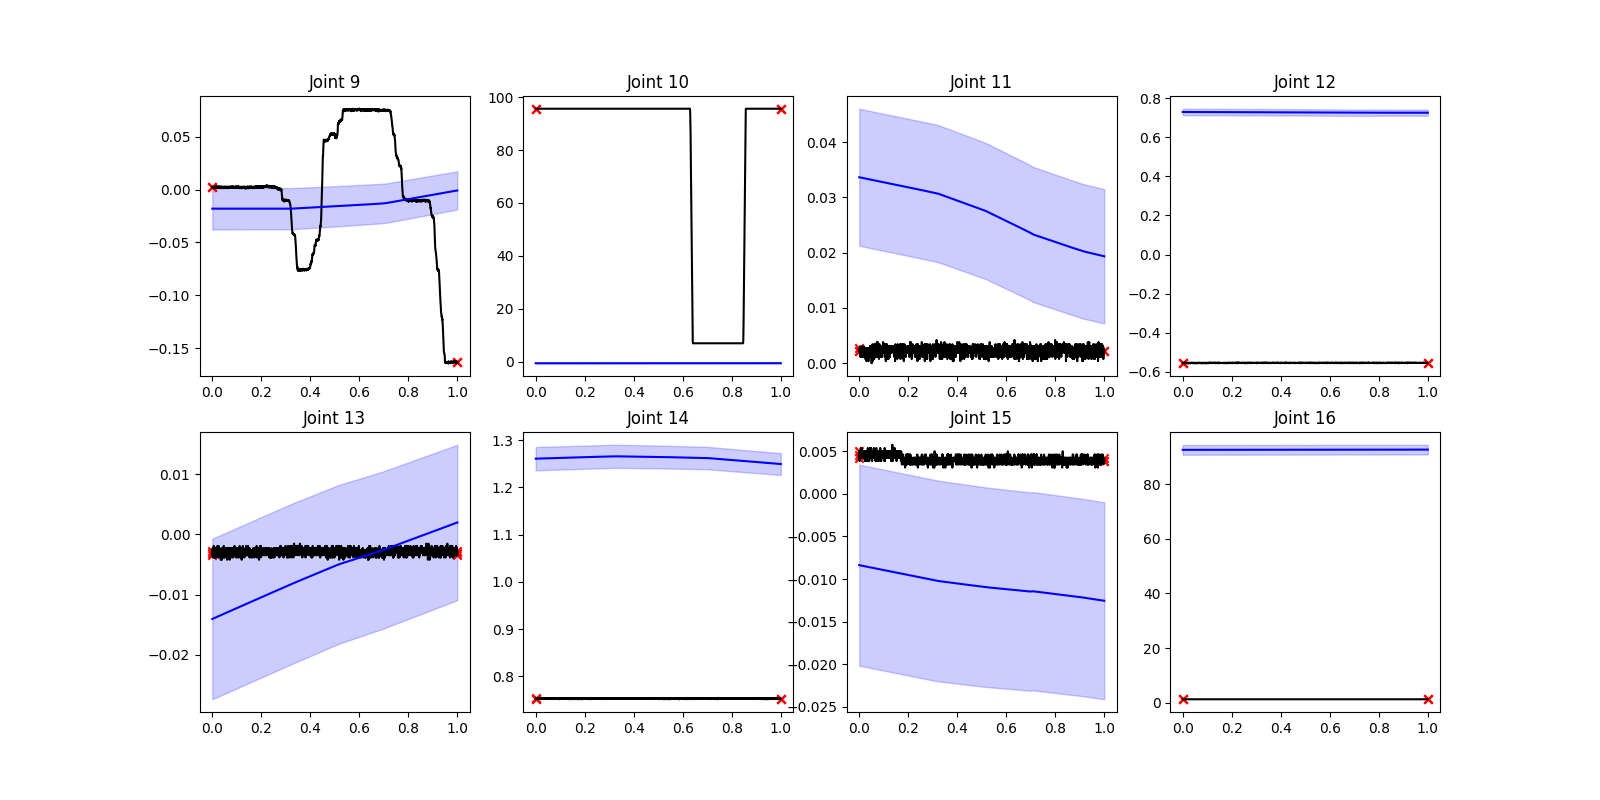 Joint 9
0.05
0.00
−0.05
−0.10
−0.15
0.0 0.2 0.4 0.6 0.8 1.0
Joint 10
100
80
60
40
20
0
0.0 0.2 0.4 0.6 0.8 1.0
Joint 11
0.04
0.03
0.02
0.01
0.00
0.0 0.2 0.4 0.6 0.8 1.0
Joint 12
0.8
0.6
0.4
0.2
0.0
−0.2
−0.4
−0.6
0.0 0.2 0.4 0.6 0.8 1.0
Joint 13
0.01
0.00
−0.01
−0.02
0.0 0.2 0.4 0.6 0.8 1.0
Joint 14
1.3
1.2
1.1
1.0
0.9
0.8
0.0 0.2 0.4 0.6 0.8 1.0
Joint 15
0.005
0.000
−0.005
−0.010
−0.015
−0.020
−0.025
0.0 0.2 0.4 0.6 0.8 1.0
Joint 16
80
60
40
20
0
0.0 0.2 0.4 0.6 0.8 1.0